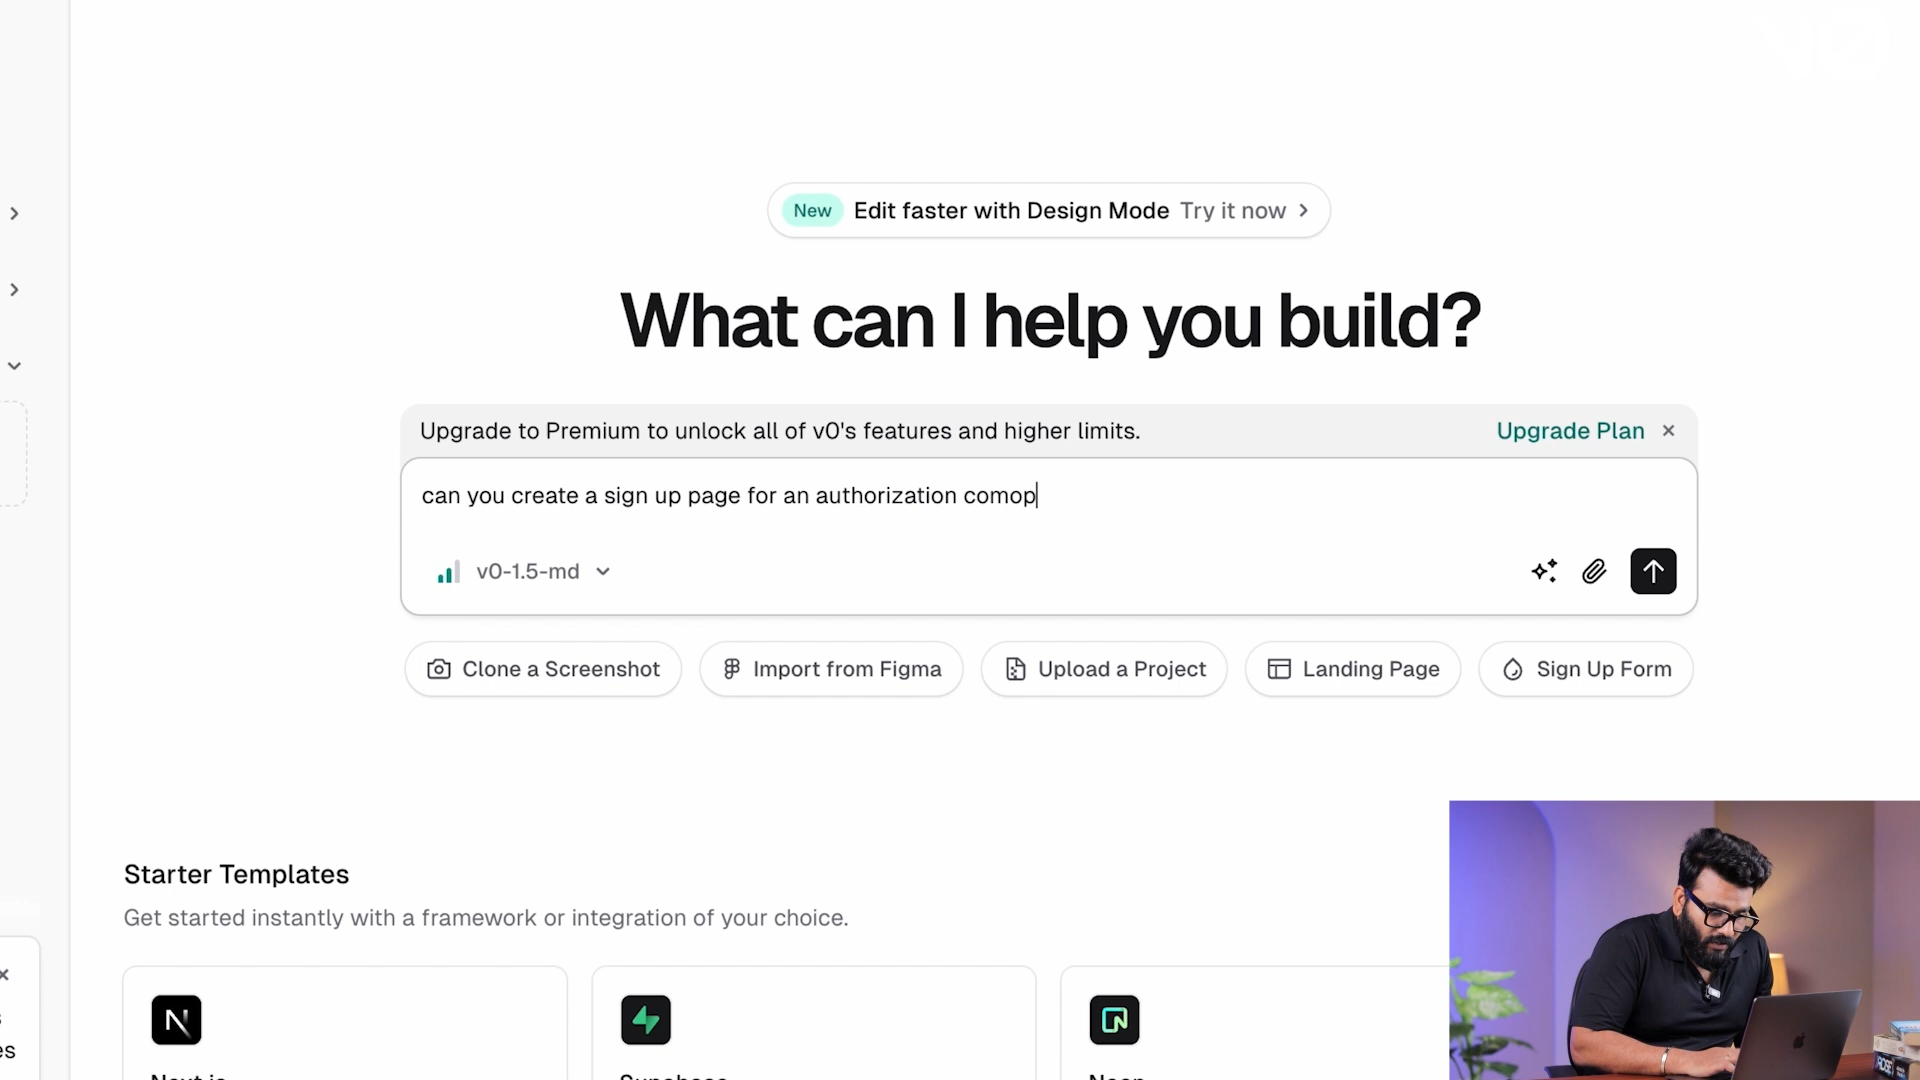 New Edit faster with Design Mode Try it now
What can I help you build?
Upgrade to Premium to unlock all of v0's features and higher limits. Upgrade Plan
can you create a sign up page for an authorization comop
v0-1.5-md
Clone a Screenshot Import from Figma Upload a Project Landing Page Sign Up Form
Starter Templates
Get started instantly with a framework or integration of your choice.